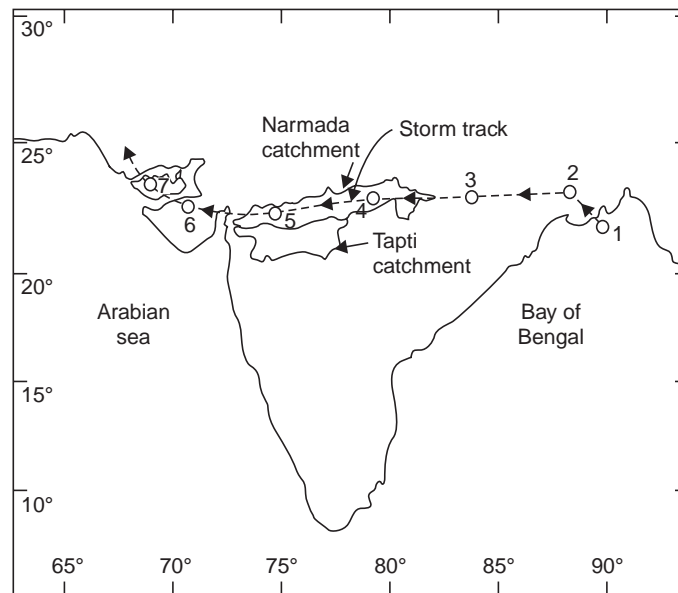 30°
25°
20°
15°
10°
65°
70°
75°
80°
85°
90°
Narmada
catchment
Storm track
Tapti
catchment
Arabian
sea
Bay of
Bengal
1
2
3
4
5
6
7